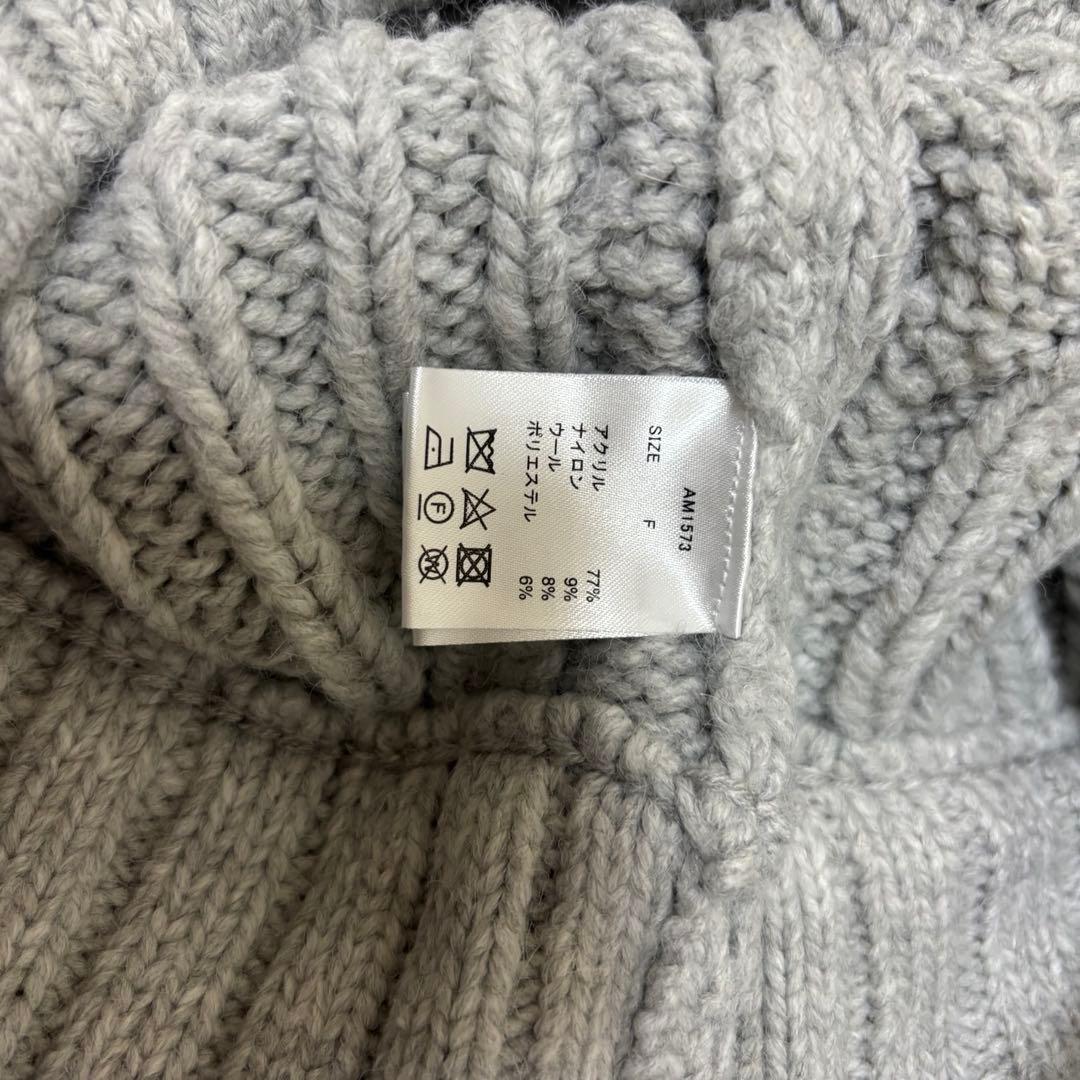 AM1573
SIZE F
アクリル 77%
ナイロン 9%
ウール 8%
ポリエステル 6%
F
W